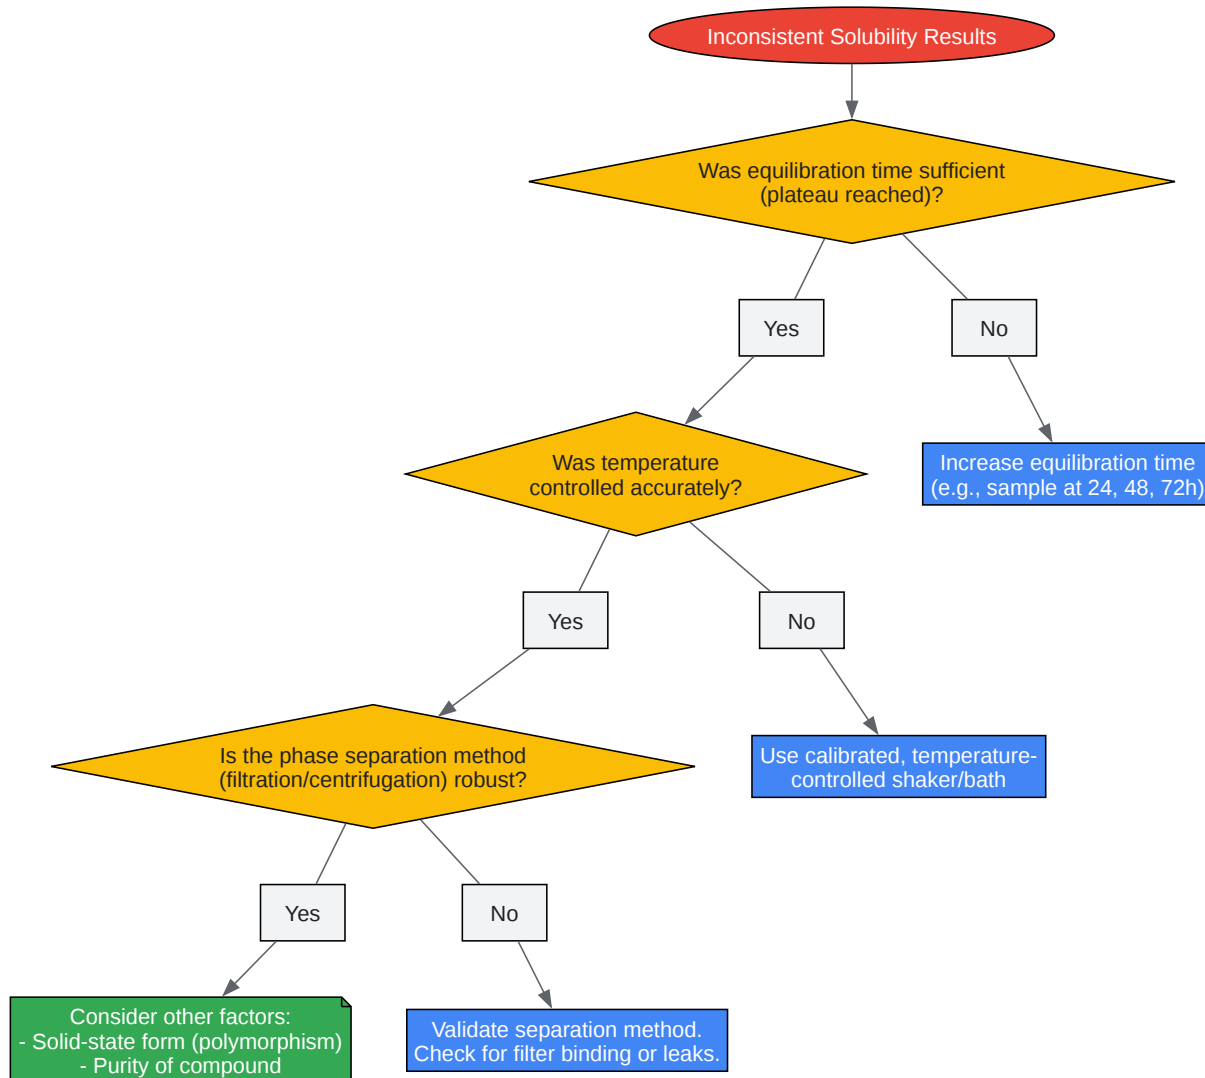 Inconsistent Solubility Results
Was equilibration time sufficient
(plateau reached)?
Yes
No
Was temperature
controlled accurately?
Increase equilibration time
(e.g., sample at 24, 48, 72h)
Yes
No
Is the phase separation method
(filtration/centrifugation) robust?
Use calibrated, temperature-
controlled shaker/bath
Yes
No
Consider other factors:
- Solid-state form (polymorphism)
- Purity of compound
Validate separation method.
Check for filter binding or leaks.